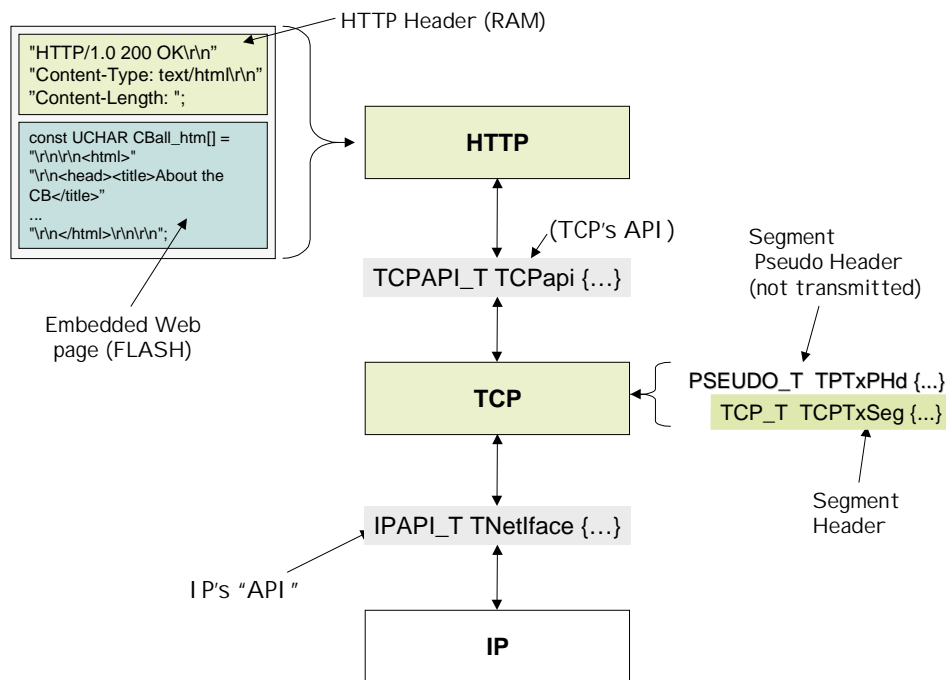 HTTP Header (RAM)
"HTTP/1.0 200 OK\r\n”
"Content-Type: text/html\r\n”
”Content-Length: ";
const UCHAR CBall_htm[] =
"\r\n\r\n<html>"
"\r\n<head><title>About the
CB</title>”
...
"\r\n</html>\r\n\r\n";
Embedded Web
page (FLASH)
HTTP
(TCP's API)
TCPAPI_T TCPapi {…}
Segment
Pseudo Header
(not transmitted)
TCP
PSEUDO_T TPTxPHd {…}
TCP_T TCPTxSeg {…}
Segment
Header
IPAPI_T TNetIface {…}
IP's “API”
IP